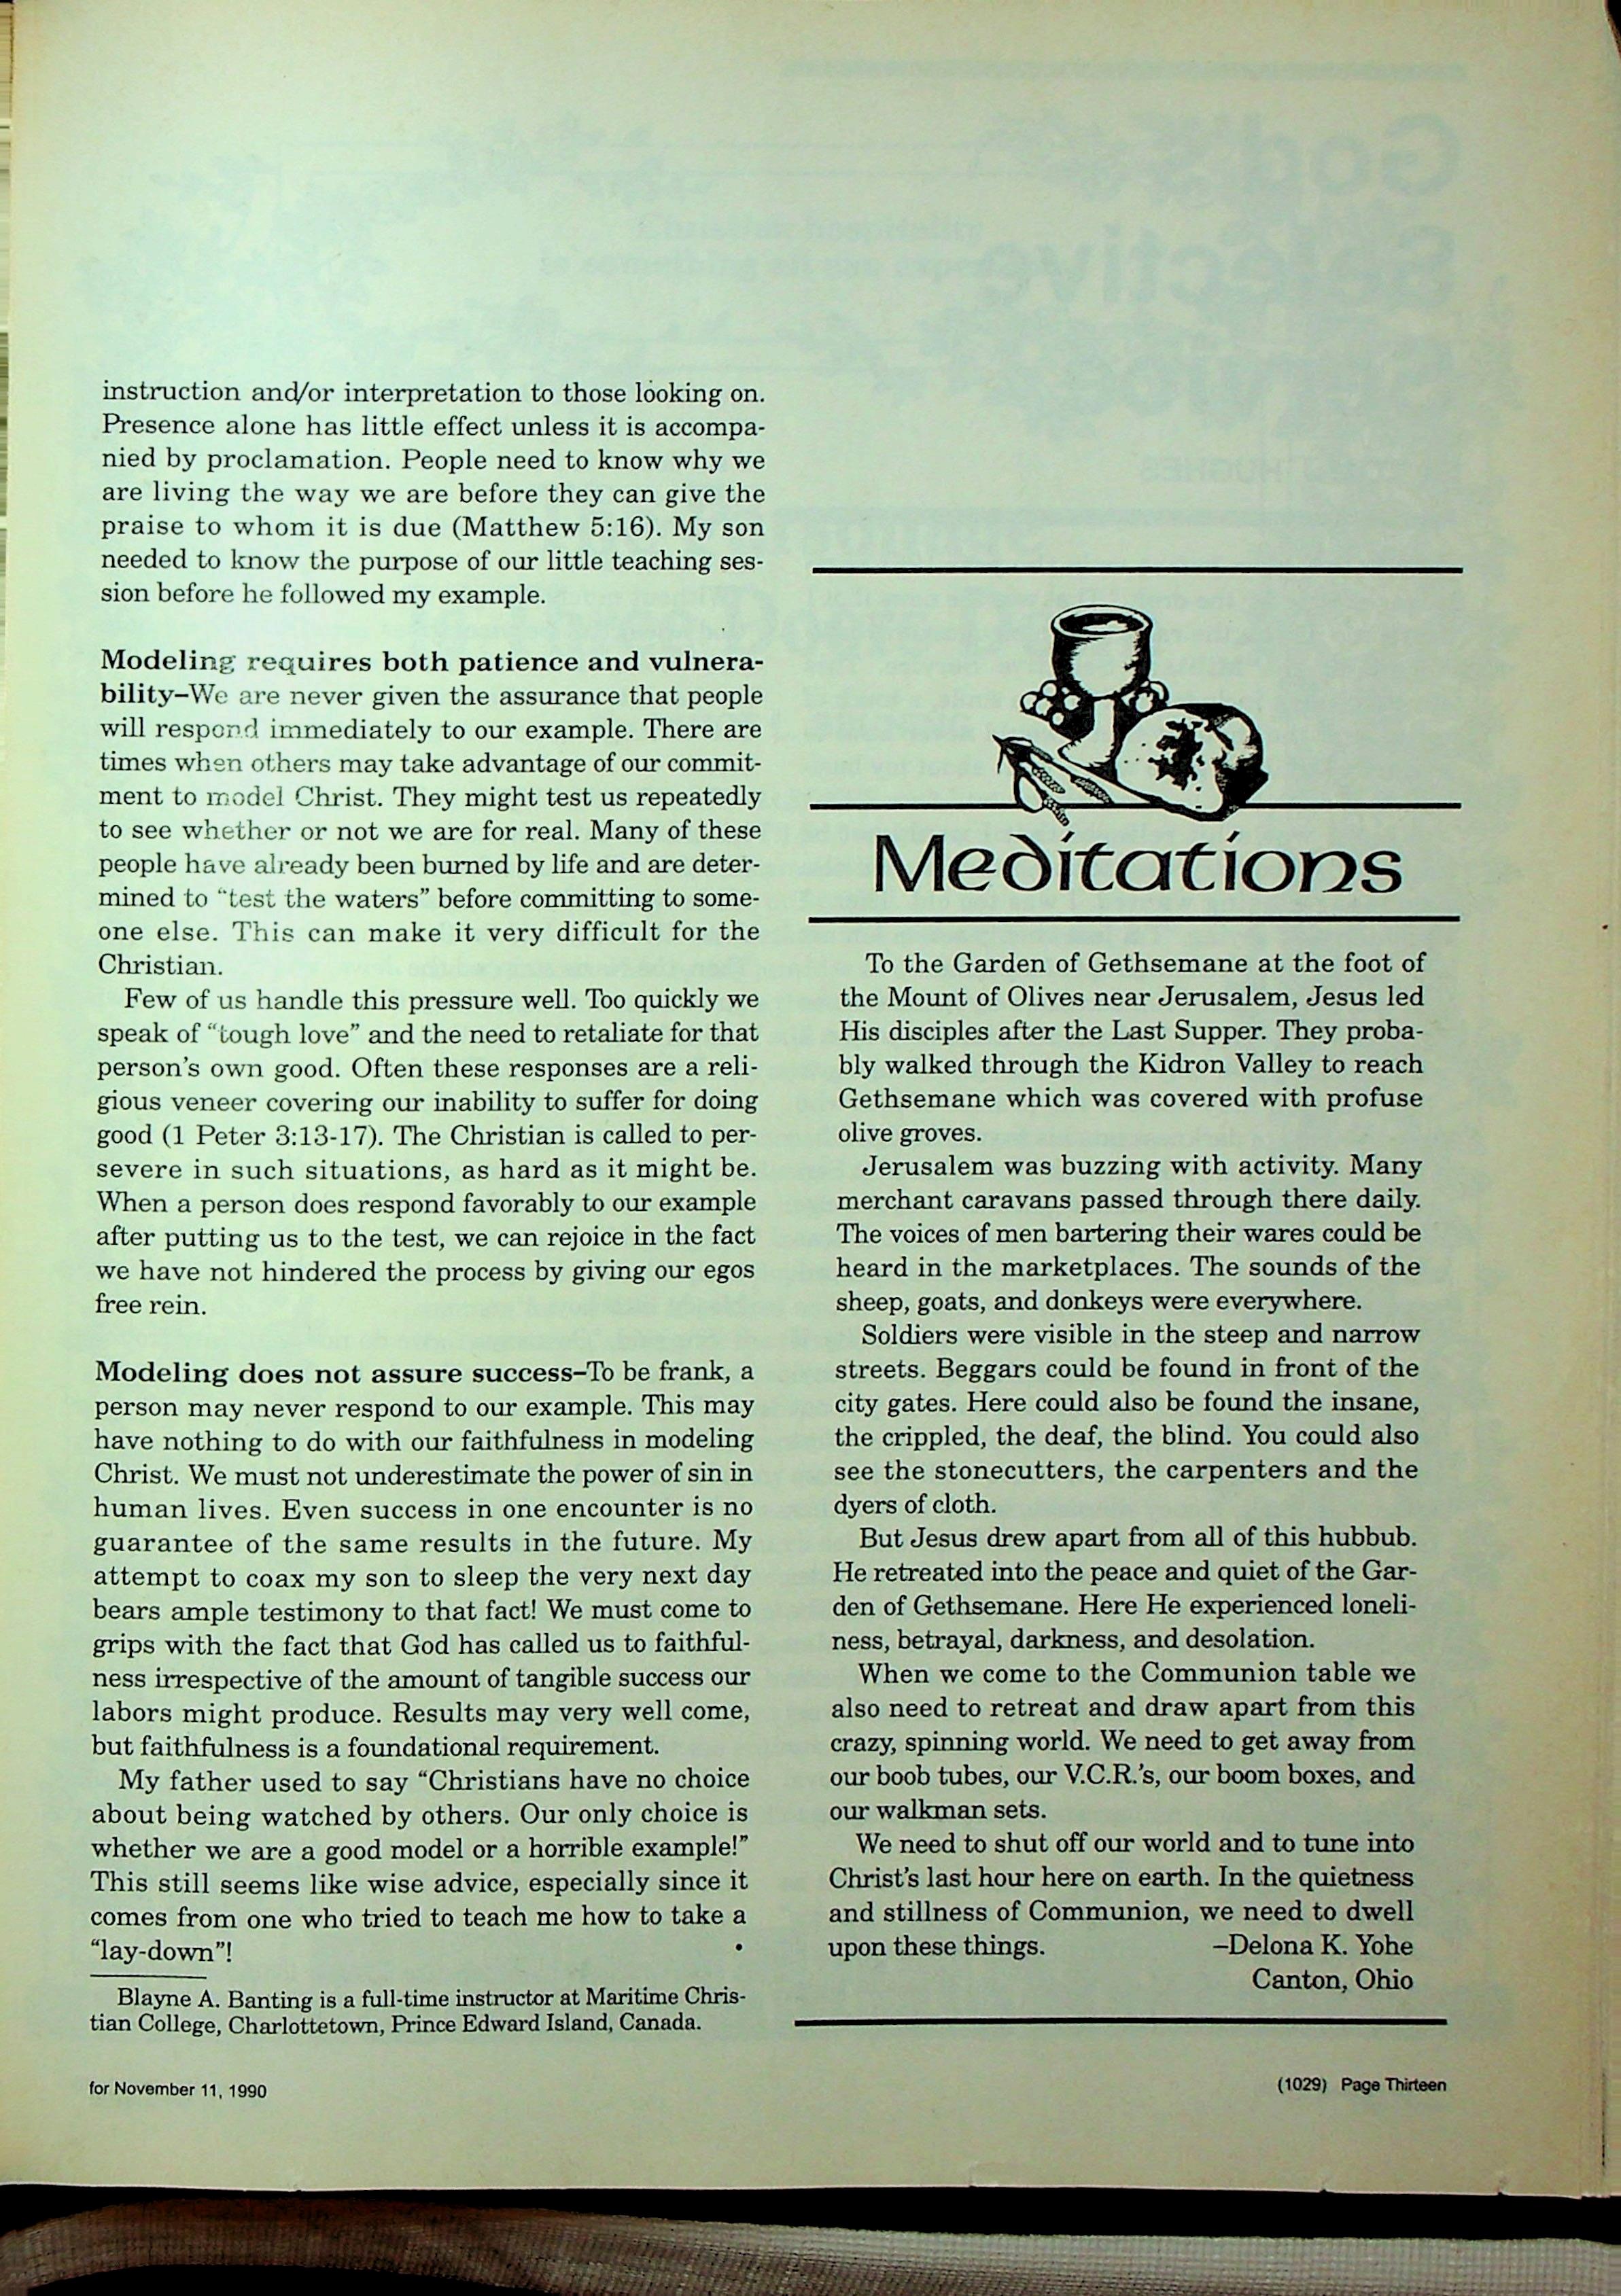 instruction and/or interpretation to those looking on.
Presence alone has little effect unless it is accompa-
nied by proclamation. People need to know why we
are living the way we are before they can give the
praise to whom it is due (Matthew 5:16). My son
needed to know the purpose of our little teaching ses-
sion before he followed my example.
Modeling requires both patience and vulnera-
bility–We are never given the assurance that people
will respond immediately to our example. There are
times when others may take advantage of our commit-
ment to model Christ. They might test us repeatedly
to see whether or not we are for real. Many of these
people have already been burned by life and are deter-
mined to “test the waters” before committing to some-
one else. This can make it very difficult for the
Christian.
Few of us handle this pressure well. Too quickly we
speak of “tough love” and the need to retaliate for that
person’s own good. Often these responses are a reli-
gious veneer covering our inability to suffer for doing
good (1 Peter 3:13-17). The Christian is called to per-
severe in such situations, as hard as it might be.
When a person does respond favorably to our example
after putting us to the test, we can rejoice in the fact
we have not hindered the process by giving our egos
free rein.
Modeling does not assure success–To be frank, a
person may never respond to our example. This may
have nothing to do with our faithfulness in modeling
Christ. We must not underestimate the power of sin in
human lives. Even success in one encounter is no
guarantee of the same results in the future. My
attempt to coax my son to sleep the very next day
bears ample testimony to that fact! We must come to
grips with the fact that God has called us to faithful-
ness irrespective of the amount of tangible success our
labors might produce. Results may very well come,
but faithfulness is a foundational requirement.
My father used to say “Christians have no choice
about being watched by others. Our only choice is
whether we are a good model or a horrible example!”
This still seems like wise advice, especially since it
comes from one who tried to teach me how to take a
“lay-down”! •
Blayne A. Banting is a full-time instructor at Maritime Chris-
tian College, Charlottetown, Prince Edward Island, Canada.
Meditations
To the Garden of Gethsemane at the foot of
the Mount of Olives near Jerusalem, Jesus led
His disciples after the Last Supper. They proba-
bly walked through the Kidron Valley to reach
Gethsemane which was covered with profuse
olive groves.
Jerusalem was buzzing with activity. Many
merchant caravans passed through there daily.
The voices of men bartering their wares could be
heard in the marketplaces. The sounds of the
sheep, goats, and donkeys were everywhere.
Soldiers were visible in the steep and narrow
streets. Beggars could be found in front of the
city gates. Here could also be found the insane,
the crippled, the deaf, the blind. You could also
see the stonecutters, the carpenters and the
dyers of cloth.
But Jesus drew apart from all of this hubbub.
He retreated into the peace and quiet of the Gar-
den of Gethsemane. Here He experienced loneli-
ness, betrayal, darkness, and desolation.
When we come to the Communion table we
also need to retreat and draw apart from this
crazy, spinning world. We need to get away from
our boob tubes, our V.C.R.’s, our boom boxes, and
our walkman sets.
We need to shut off our world and to tune into
Christ’s last hour here on earth. In the quietness
and stillness of Communion, we need to dwell
upon these things. –Delona K. Yohe
Canton, Ohio
for November 11, 1990
(1029) Page Thirteen